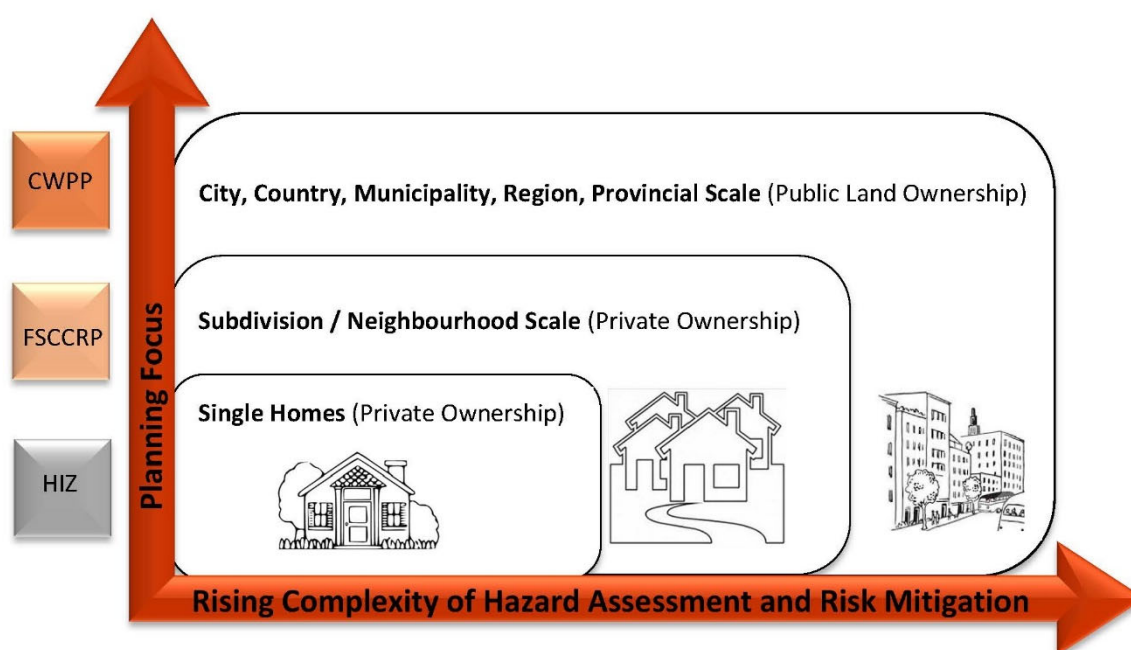 CWPP
City, Country, Municipality, Region, Provincial Scale (Public Land Ownership)
FSCCRP
Subdivision / Neighbourhood Scale (Private Ownership)
Planning Focus
Single Homes (Private Ownership)
HIZ
Rising Complexity of Hazard Assessment and Risk Mitigation